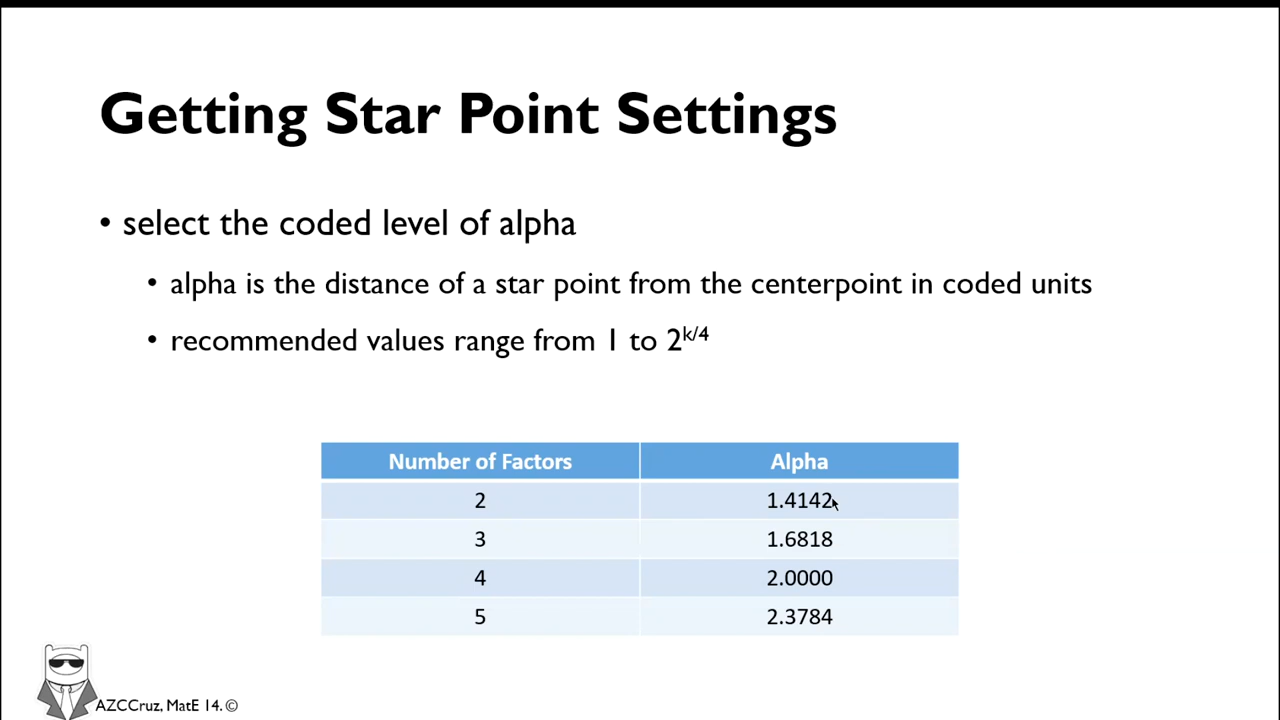 Getting Star Point Settings
• select the coded level of alpha
• alpha is the distance of a star point from the centerpoint in coded units
• recommended values range from 1 to 2^k/4
Number of Factors Alpha
2 1.4142
3 1.6818
4 2.0000
5 2.3784
AZCCruz, MatE 14. ©